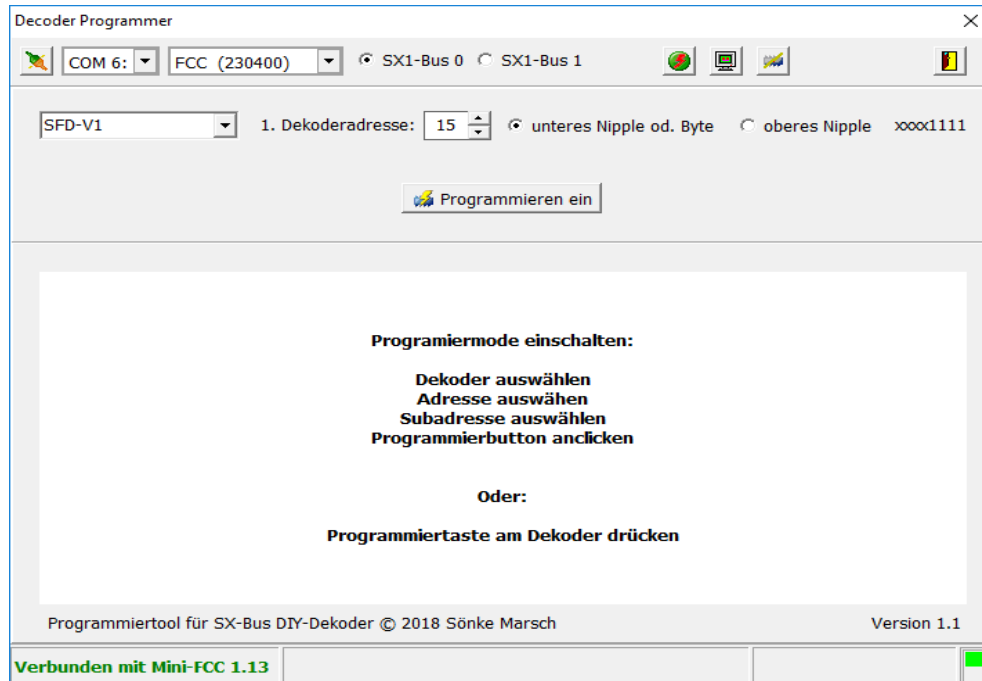 Decoder Programmer
COM 6: FCC (230400) SX1-Bus 0 SX1-Bus 1
SFD-V1 1. Dekoderadresse: 15 unteres Nipple od. Byte oberes Nipple xxxx1111
Programmieren ein
Programiermode einschalten:
Dekoder auswählen
Adresse auswähen
Subadresse auswählen
Programmierbutton anclicken
Oder:
Programmiertaste am Dekoder drücken
Programmiertool für SX-Bus DIY-Dekoder © 2018 Sönke Marsch Version 1.1
Verbunden mit Mini-FCC 1.13